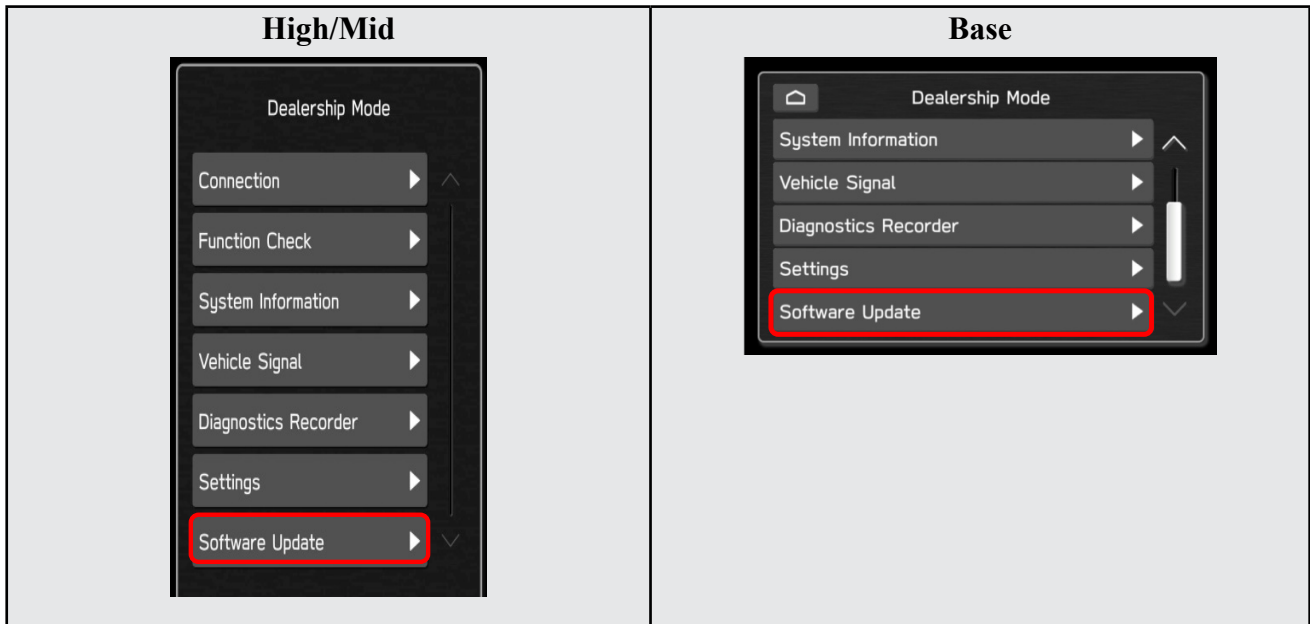 High/Mid
Dealership Mode
Connection
Function Check
System Information
Vehicle Signal
Diagnostics Recorder
Settings
Software Update
Base
Dealership Mode
System Information
Vehicle Signal
Diagnostics Recorder
Settings
Software Update